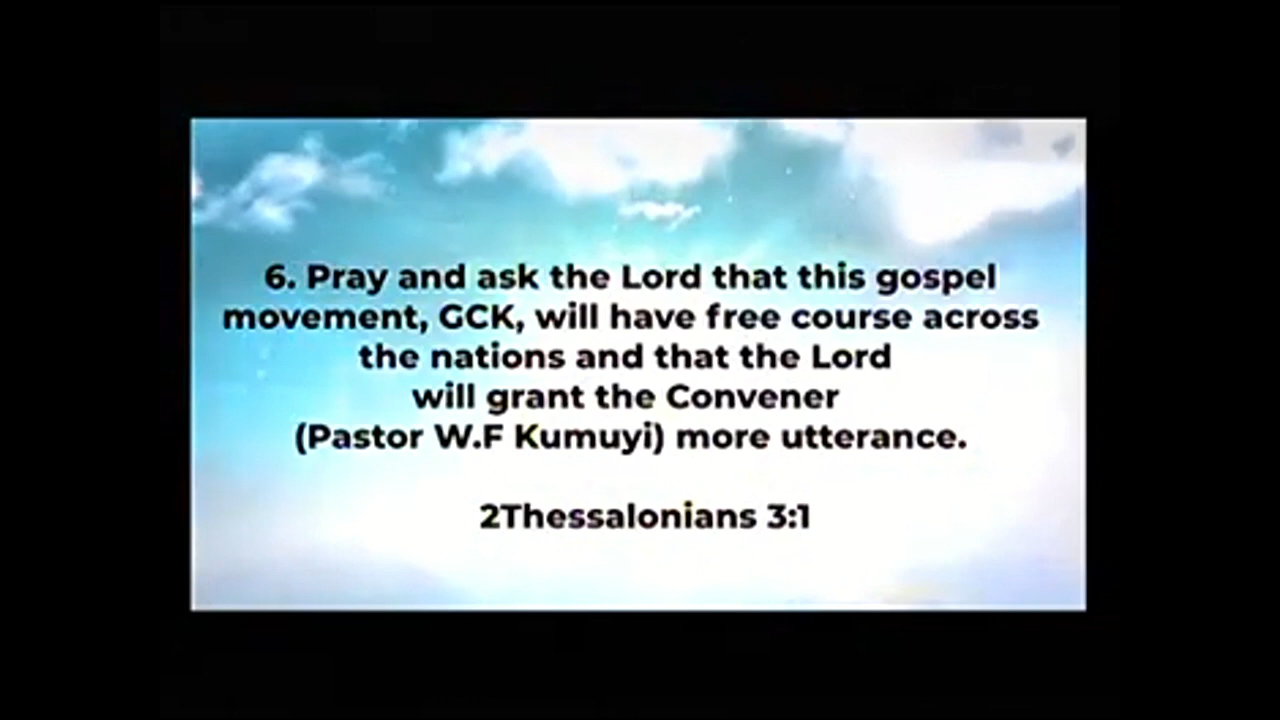 6. Pray and ask the Lord that this gospel
movement, GCK, will have free course across
the nations and that the Lord
will grant the Convener
(Pastor W.F Kumuyi) more utterance.
2Thessalonians 3:1